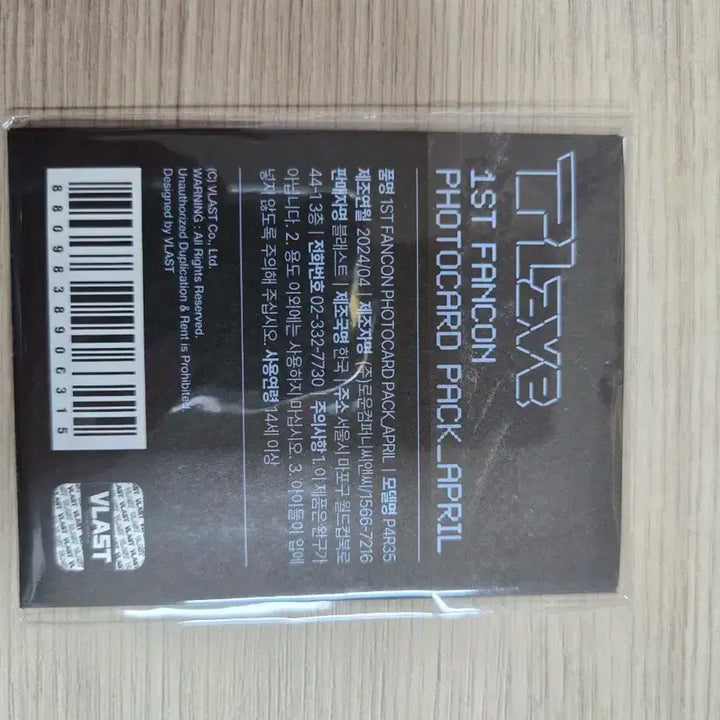 1ST FANCON
PHOTOCARD PACK_APRIL
품명 1ST FANCON PHOTOCARD PACK_APRIL | 모델명 P4R35
제조연월 2024/04 | 제조자명 (주)로운컴퍼니씨앤씨/1566-7216
판매자명 블래스트 | 제조국명 한국 | 주소 서울시 마포구 월드컵북로
44-1 3층 | 전화번호 02-332-7730 주의사항 1. 이 제품은 완구가
아닙니다. 2. 용도 이외에는 사용하지 마십시오. 3. 아이들이 입에
넣지 않도록 주의해 주십시오. 사용연령 14세 이상
(C) VLAST Co., Ltd.
WARNING : All Rights Reserved.
Unauthorized Duplication & Rent is Prohibited.
Designed by VLAST
8809838906315
VLAST